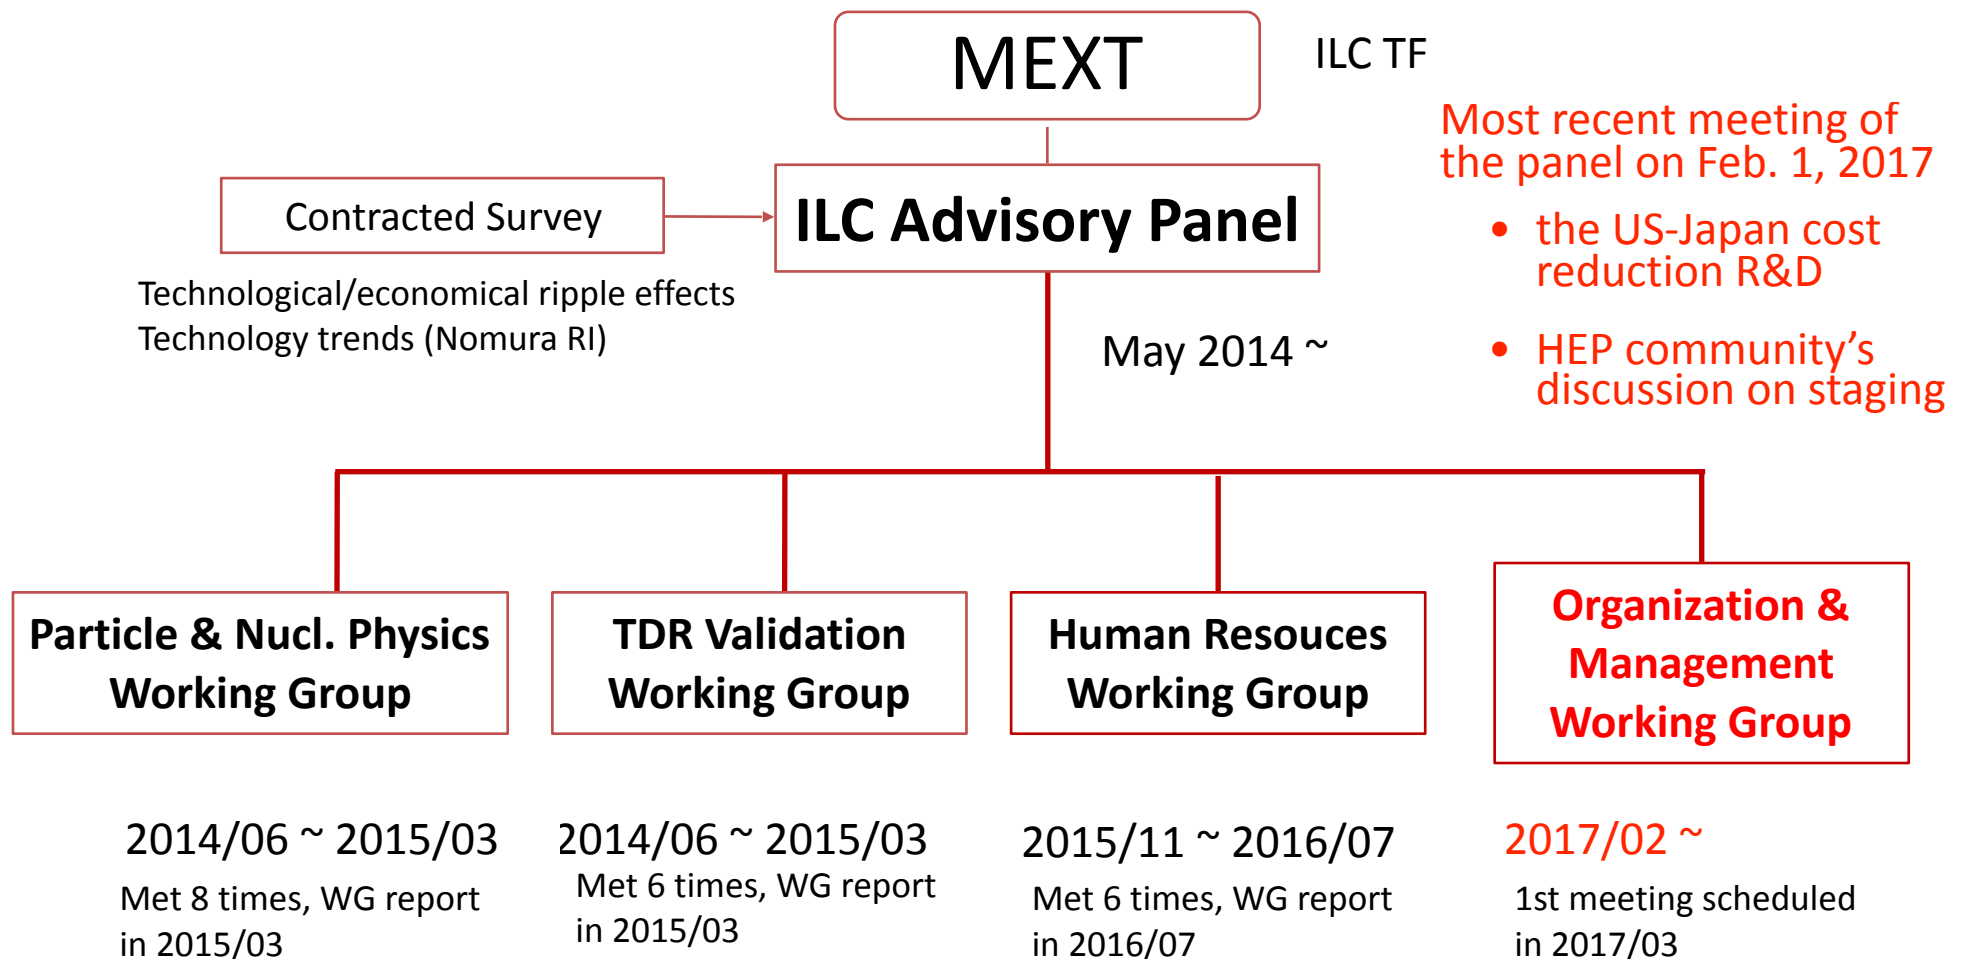 MEXT
ILC TF
Most recent meeting of
the panel on Feb. 1, 2017
• the US-Japan cost
reduction R&D
• HEP community’s
discussion on staging
Contracted Survey
ILC Advisory Panel
Technological/economical ripple effects
Technology trends (Nomura RI)
May 2014 ~
Particle & Nucl. Physics
Working Group
TDR Validation
Working Group
Human Resouces
Working Group
Organization &
Management
Working Group
2014/06 ~ 2015/03
Met 8 times, WG report
in 2015/03
2014/06 ~ 2015/03
Met 6 times, WG report
in 2015/03
2015/11 ~ 2016/07
Met 6 times, WG report
in 2016/07
2017/02 ~
1st meeting scheduled
in 2017/03